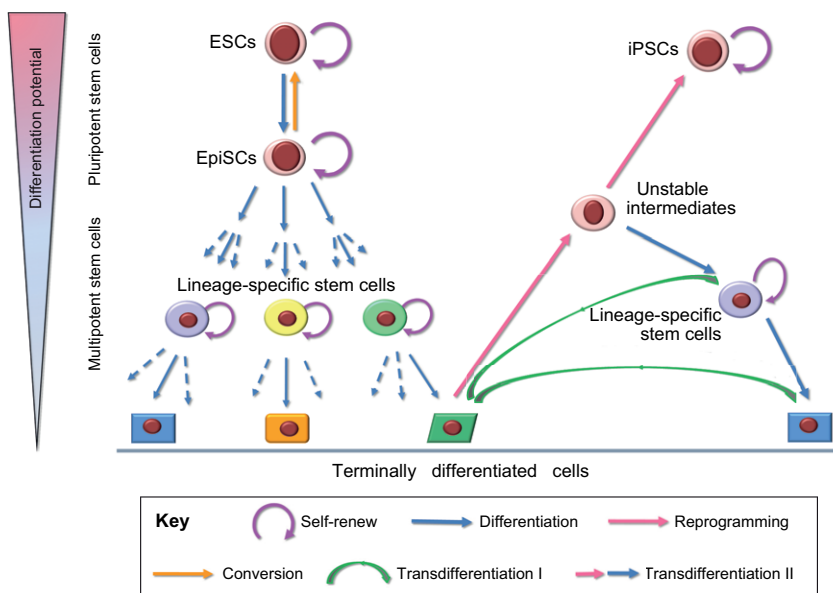 Differentiation potential
Pluripotent stem cells
Multipotent stem cells
ESCs
iPSCs
EpiSCs
Unstable
intermediates
Lineage-specific stem cells
Lineage-specific
stem cells
Terminally differentiated cells
Key
Self-renew
Differentiation
Reprogramming
Conversion
Transdifferentiation I
Transdifferentiation II